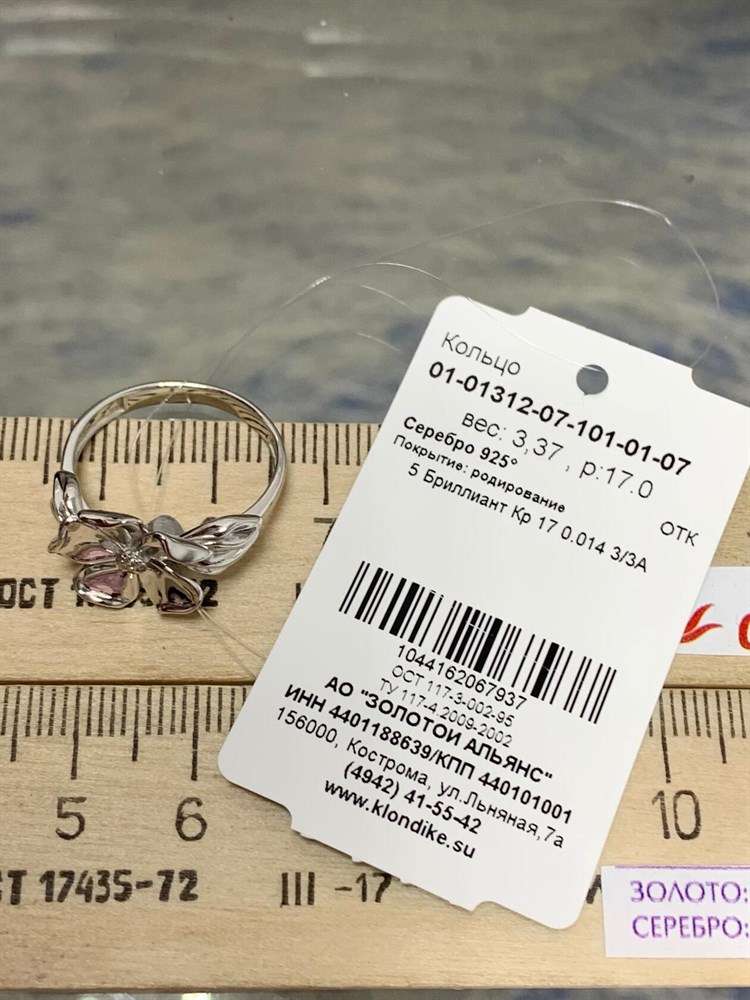 Кольцо
01-01312-07-101-01-07
вес: 3,37 , р:17.0
Серебро 925°
Покрытие: родирование
5 Бриллиант Кр 17 0.014 3/3А
ОТК
1044162067937
ОСТ 117-3-002-95
ТУ 117-4.2009-2002
АО "ЗОЛОТОЙ АЛЬЯНС"
ИНН 4401188639/КПП 440101001
156000, Кострома, ул.Льняная,7а
(4942) 41-55-42
www.klondike.su
5 6 10
17435-72 III -17
ЗОЛОТО:
СЕРЕБРО: